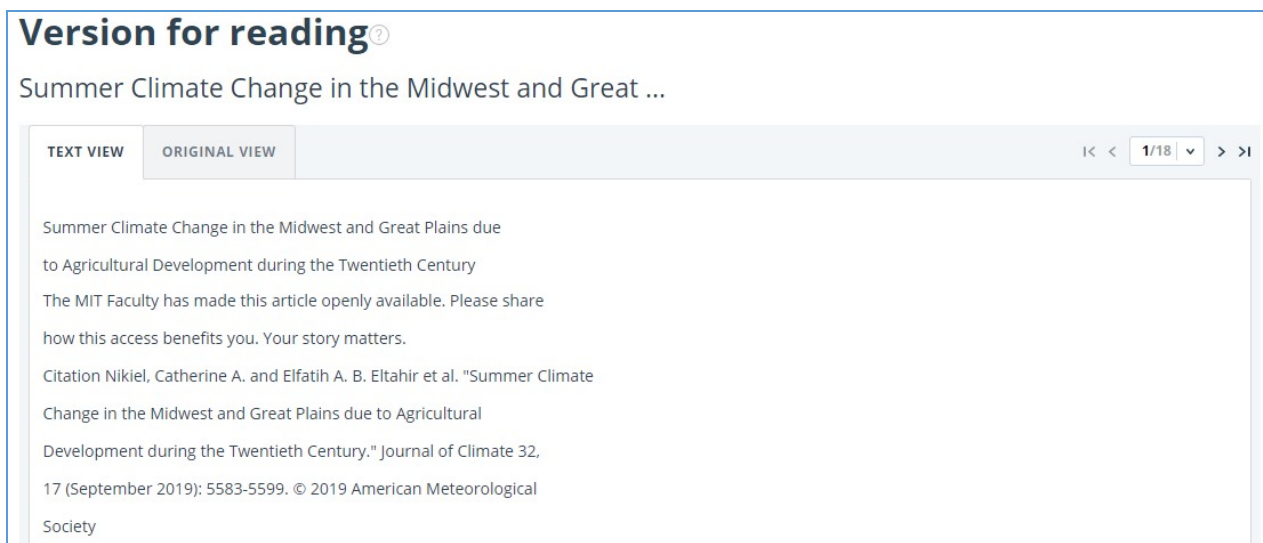 Version for reading?
Summer Climate Change in the Midwest and Great ...
TEXT VIEW ORIGINAL VIEW 1/18
Summer Climate Change in the Midwest and Great Plains due
to Agricultural Development during the Twentieth Century
The MIT Faculty has made this article openly available. Please share
how this access benefits you. Your story matters.
Citation Nikiel, Catherine A. and Elfatih A. B. Eltahir et al. "Summer Climate
Change in the Midwest and Great Plains due to Agricultural
Development during the Twentieth Century." Journal of Climate 32,
17 (September 2019): 5583-5599. © 2019 American Meteorological
Society